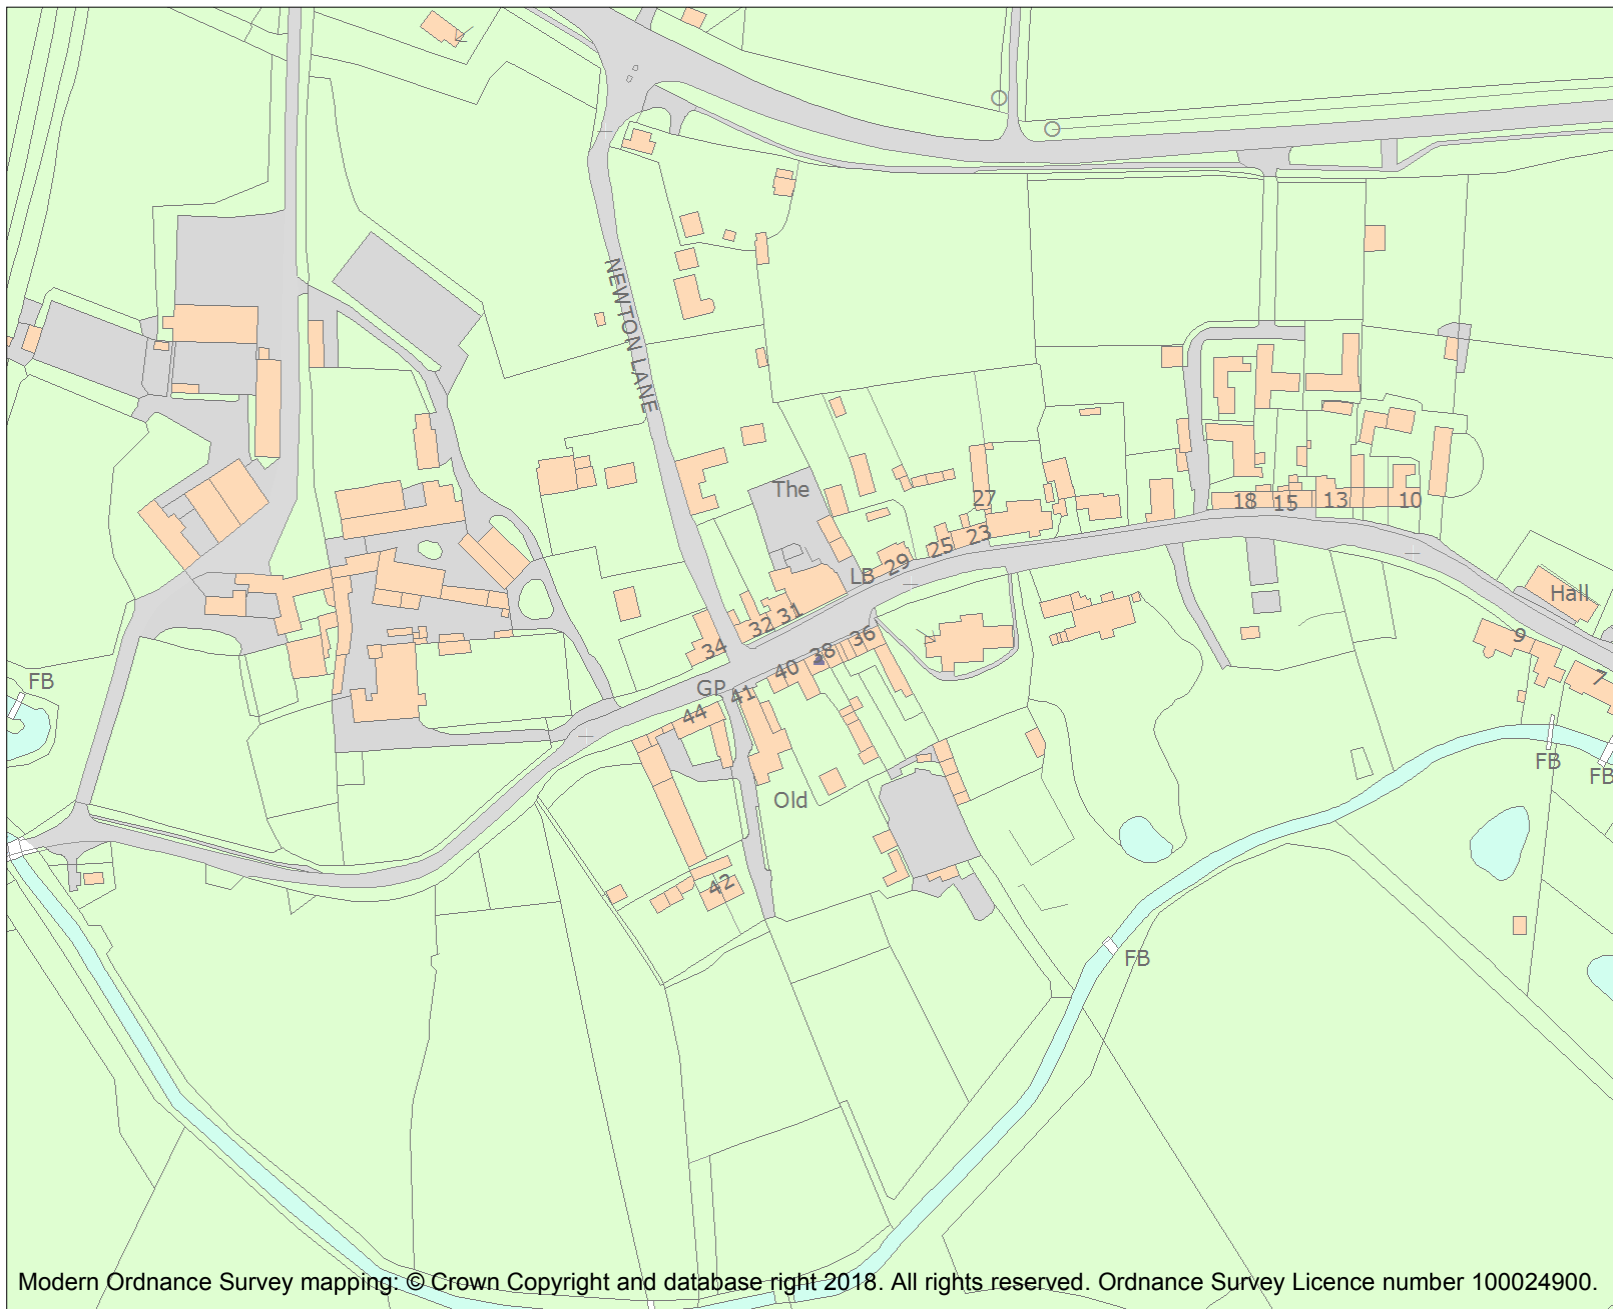 NEWTON LANE
The
27
18
15
13
10
25
23
29
LB
Hall
31
32
9
36
34
38
40
7
FB
GP
41
44
FB
FB
Old
42
FB
Modern Ordnance Survey mapping: © Crown Copyright and database right 2018. All rights reserved. Ordnance Survey Licence number 100024900.